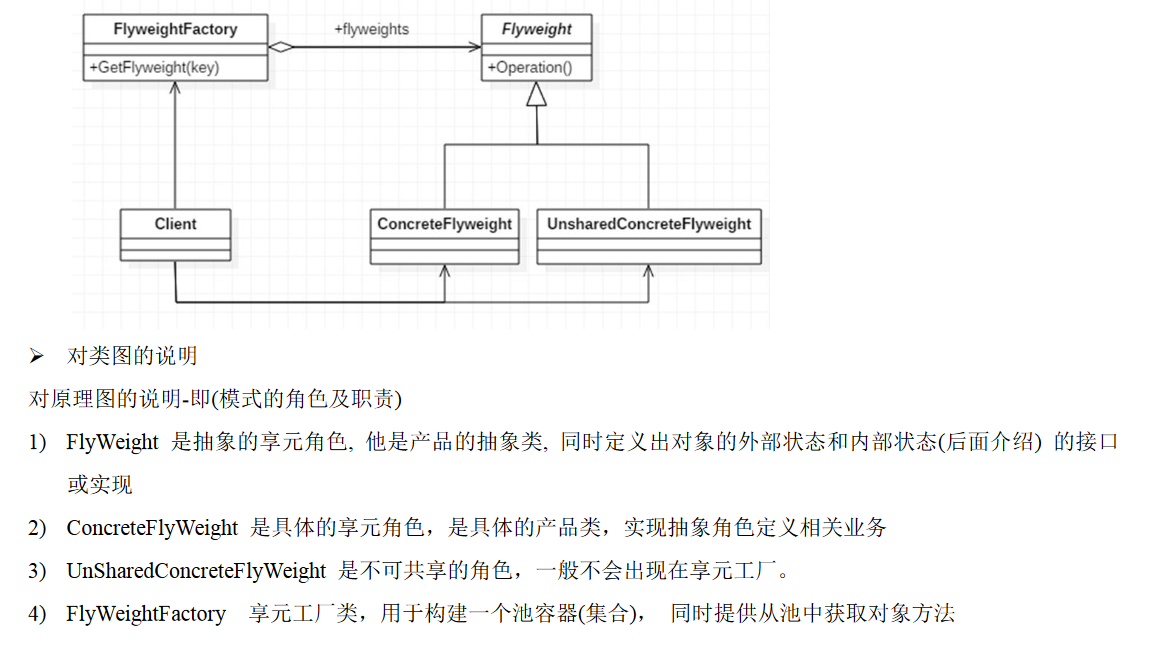 FlyweightFactory
+flyweights
Flyweight
+GetFlyweight(key)
+Operation()
Client
ConcreteFlyweight
UnsharedConcreteFlyweight
➢ 对类图的说明
对原理图的说明-即(模式的角色及职责)
1) FlyWeight 是抽象的享元角色, 他是产品的抽象类, 同时定义出对象的外部状态和内部状态(后面介绍) 的接口
或实现
2) ConcreteFlyWeight 是具体的享元角色，是具体的产品类，实现抽象角色定义相关业务
3) UnSharedConcreteFlyWeight 是不可共享的角色，一般不会出现在享元工厂。
4) FlyWeightFactory 享元工厂类，用于构建一个池容器(集合)， 同时提供从池中获取对象方法